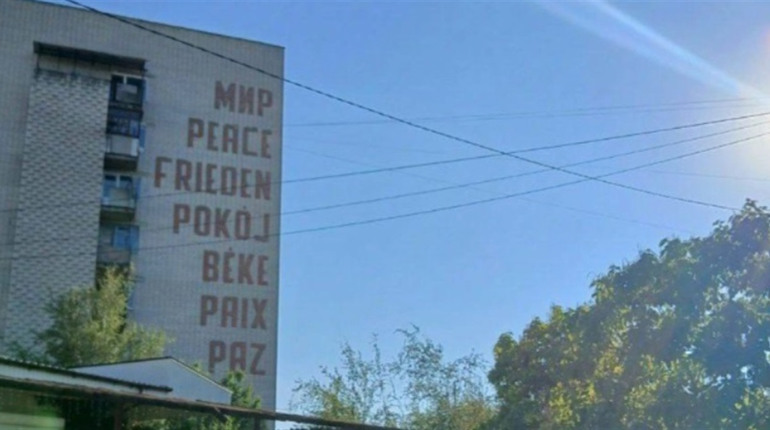 МИР
PEACE
FRIEDEN
POKÓJ
BÉKE
PAIX
PAZ